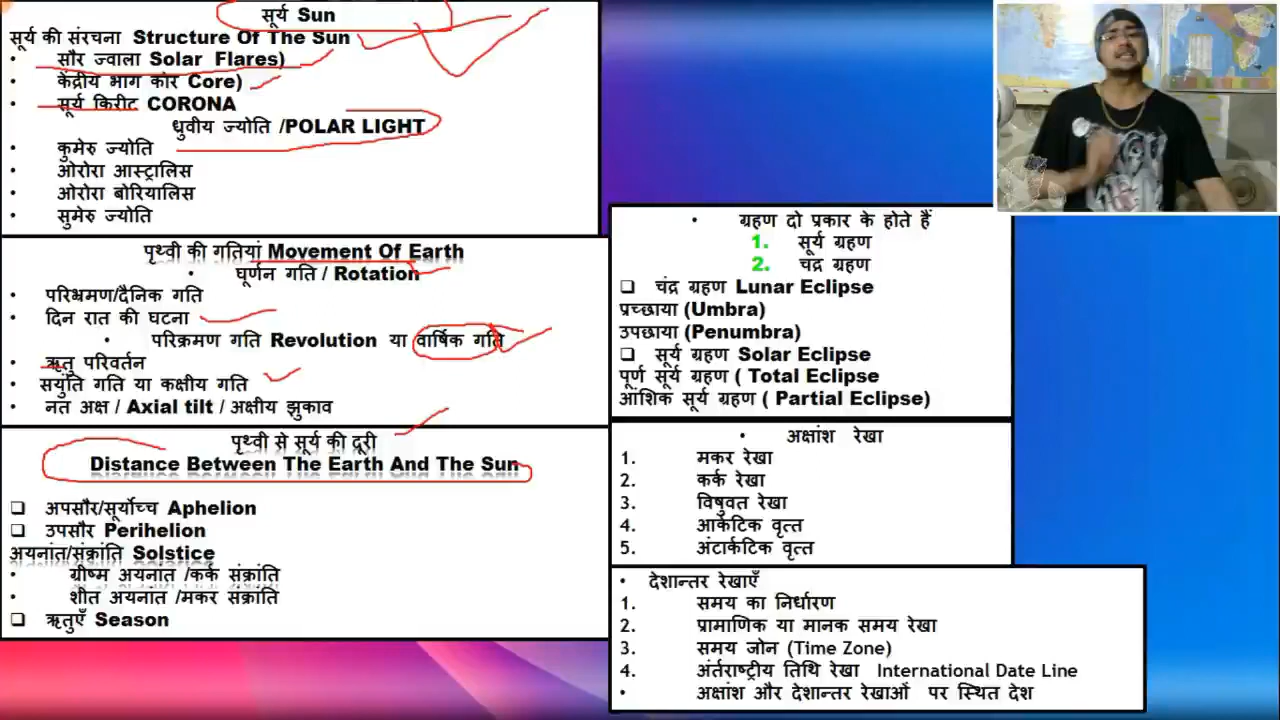 सूर्य Sun
सूर्य की संरचना Structure Of The Sun
• सौर ज्वाला Solar Flares)
• केंद्रीय भाग कोर Core)
• सूर्य किरीट CORONA
धुवीय ज्योति /POLAR LIGHT
• कुमेरु ज्योति
• ओरोरा आस्ट्रालिस
• ओरोरा बोरियालिस
• सुमेरु ज्योति
पृथ्वी की गतियां Movement Of Earth
• घूर्णन गति / Rotation
• परिभ्रमण/दैनिक गति
• दिन रात की घटना
• परिक्रमण गति Revolution या वार्षिक गति
• ऋतु परिवर्तन
• सयुंति गति या कक्षीय गति
• नत अक्ष / Axial tilt / अक्षीय झुकाव
पृथ्वी से सूर्य की दूरी
Distance Between The Earth And The Sun
❑ अपसौर/सूर्योच्च Aphelion
❑ उपसौर Perihelion
अयनांत/संक्रांति Solstice
• ग्रीष्म अयनांत /कर्क संक्रांति
• शीत अयनांत /मकर संक्रांति
❑ ऋतुएँ Season
• ग्रहण दो प्रकार के होते हैं
1. सूर्य ग्रहण
2. चद्र ग्रहण
❑ चंद्र ग्रहण Lunar Eclipse
प्रच्छाया (Umbra)
उपछाया (Penumbra)
❑ सूर्य ग्रहण Solar Eclipse
पूर्ण सूर्य ग्रहण ( Total Eclipse
आंशिक सूर्य ग्रहण ( Partial Eclipse)
• अक्षांश रेखा
1. मकर रेखा
2. कर्क रेखा
3. विषुवत रेखा
4. आर्कटिक वृत्त
5. अंटार्कटिक वृत्त
• देशान्तर रेखाएँ
1. समय का निर्धारण
2. प्रामाणिक या मानक समय रेखा
3. समय जोन (Time Zone)
4. अंर्तराष्ट्रीय तिथि रेखा International Date Line
• अक्षांश और देशान्तर रेखाओं पर स्थित देश